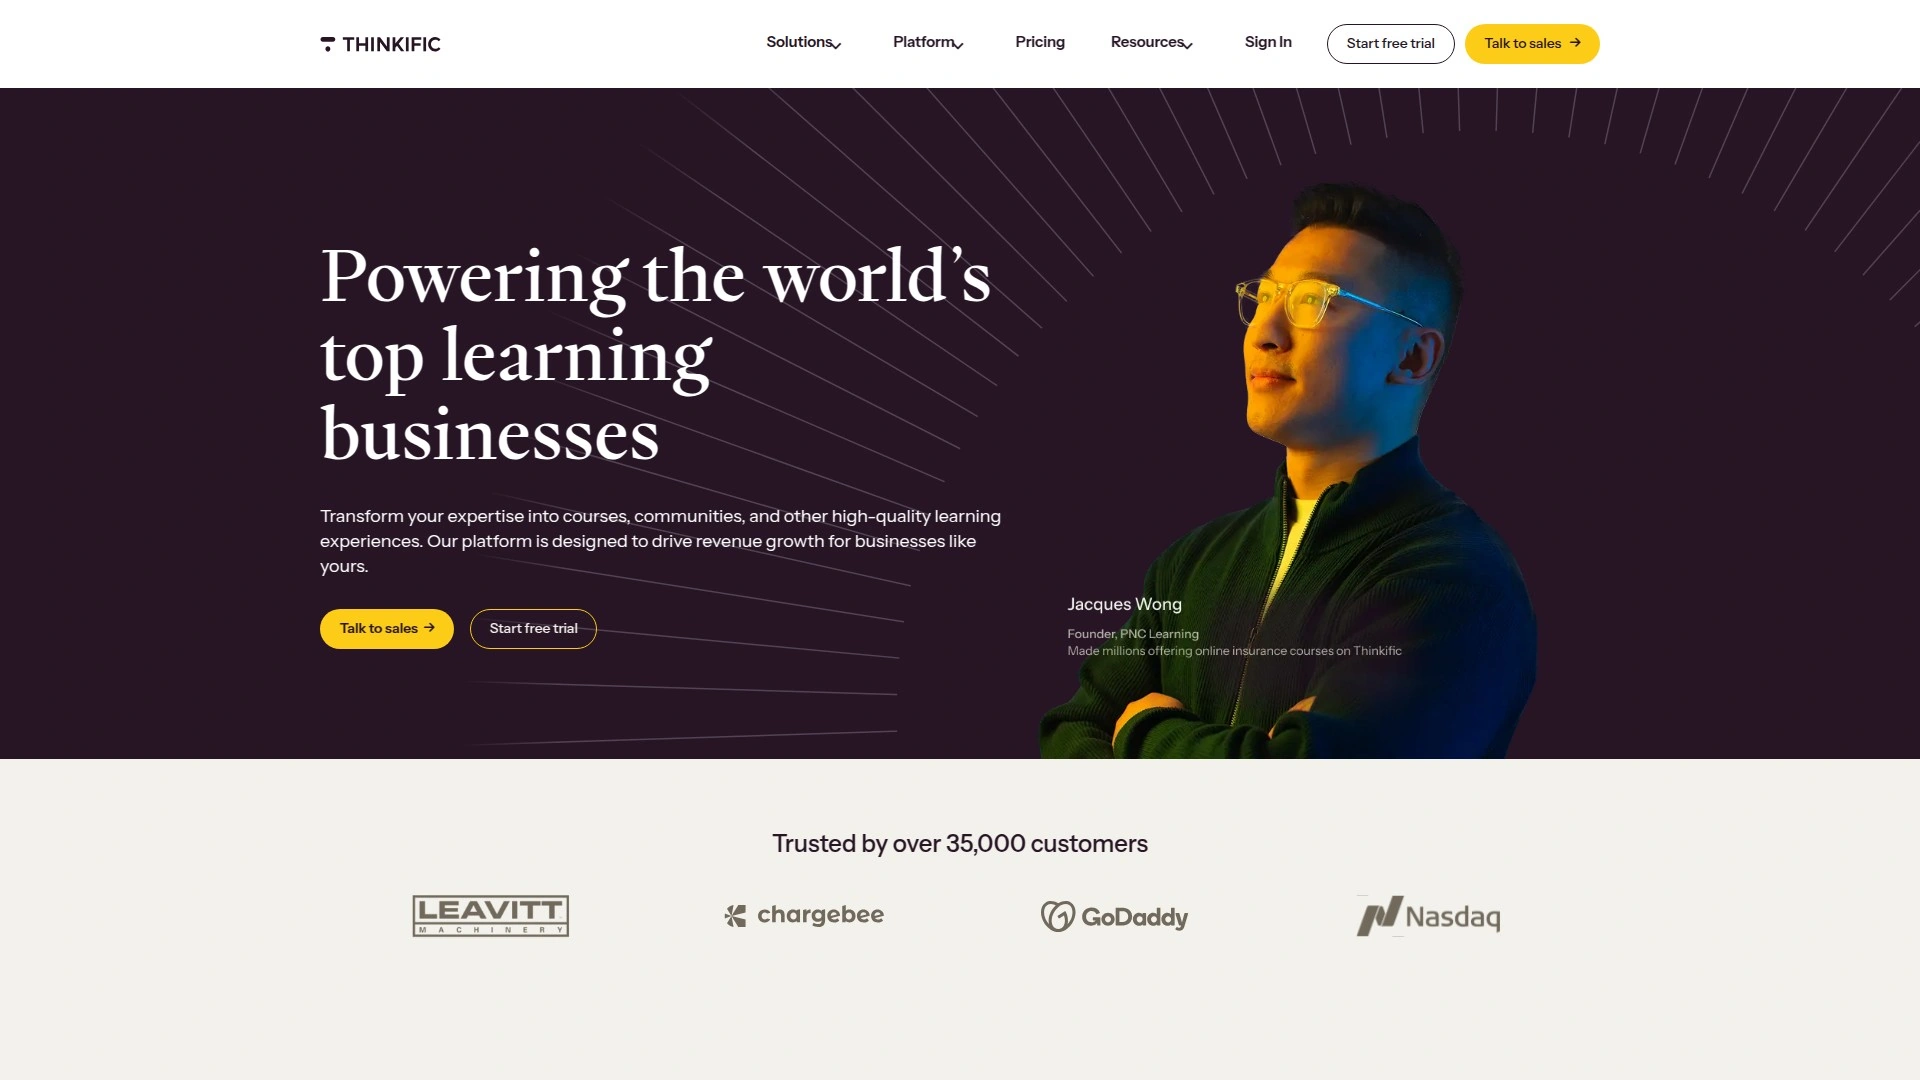 THINKIFIC
Solutions
Platform
Pricing
Resources
Sign In
Start free trial
Talk to sales
Powering the world’s
top learning
businesses
Transform your expertise into courses, communities, and other high-quality learning
experiences. Our platform is designed to drive revenue growth for businesses like
yours.
Talk to sales
Start free trial
Jacques Wong
Founder, PNC Learning
Made millions offering online insurance courses on Thinkific
Trusted by over 35,000 customers
LEAVITT
MACHINERY
chargebee
GoDaddy
Nasdaq